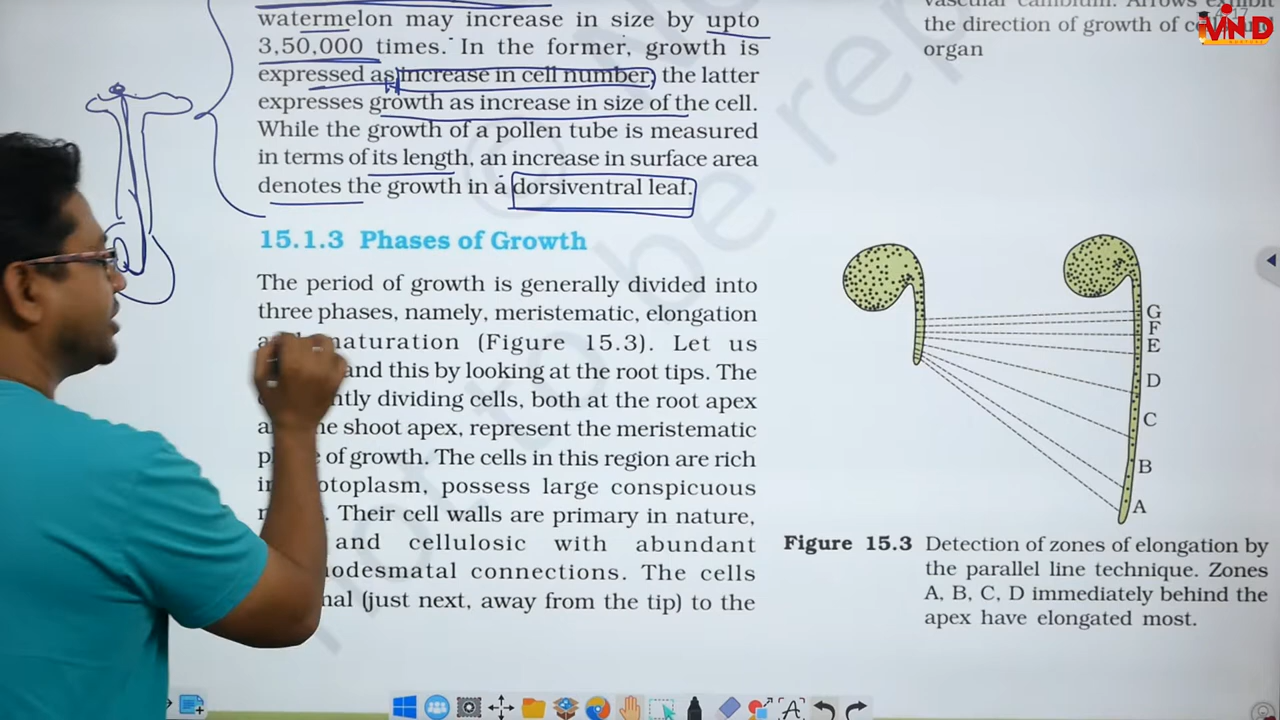 watermelon may increase in size by upto
3,50,000 times. In the former, growth is
expressed as increase in cell number, the latter
expresses growth as increase in size of the cell.
While the growth of a pollen tube is measured
in terms of its length, an increase in surface area
denotes the growth in a dorsiventral leaf.
15.1.3 Phases of Growth
The period of growth is generally divided into
three phases, namely, meristematic, elongation
maturation (Figure 15.3). Let us
and this by looking at the root tips. The
ntly dividing cells, both at the root apex
he shoot apex, represent the meristematic
of growth. The cells in this region are rich
otoplasm, possess large conspicuous
Their cell walls are primary in nature,
and cellulosic with abundant
odesmatal connections. The cells
nal (just next, away from the tip) to the
the direction of growth of
organ
VND
G
F
E
D
C
B
A
Figure 15.3 Detection of zones of elongation by
the parallel line technique. Zones
A, B, C, D immediately behind the
apex have elongated most.
not to be rep
©